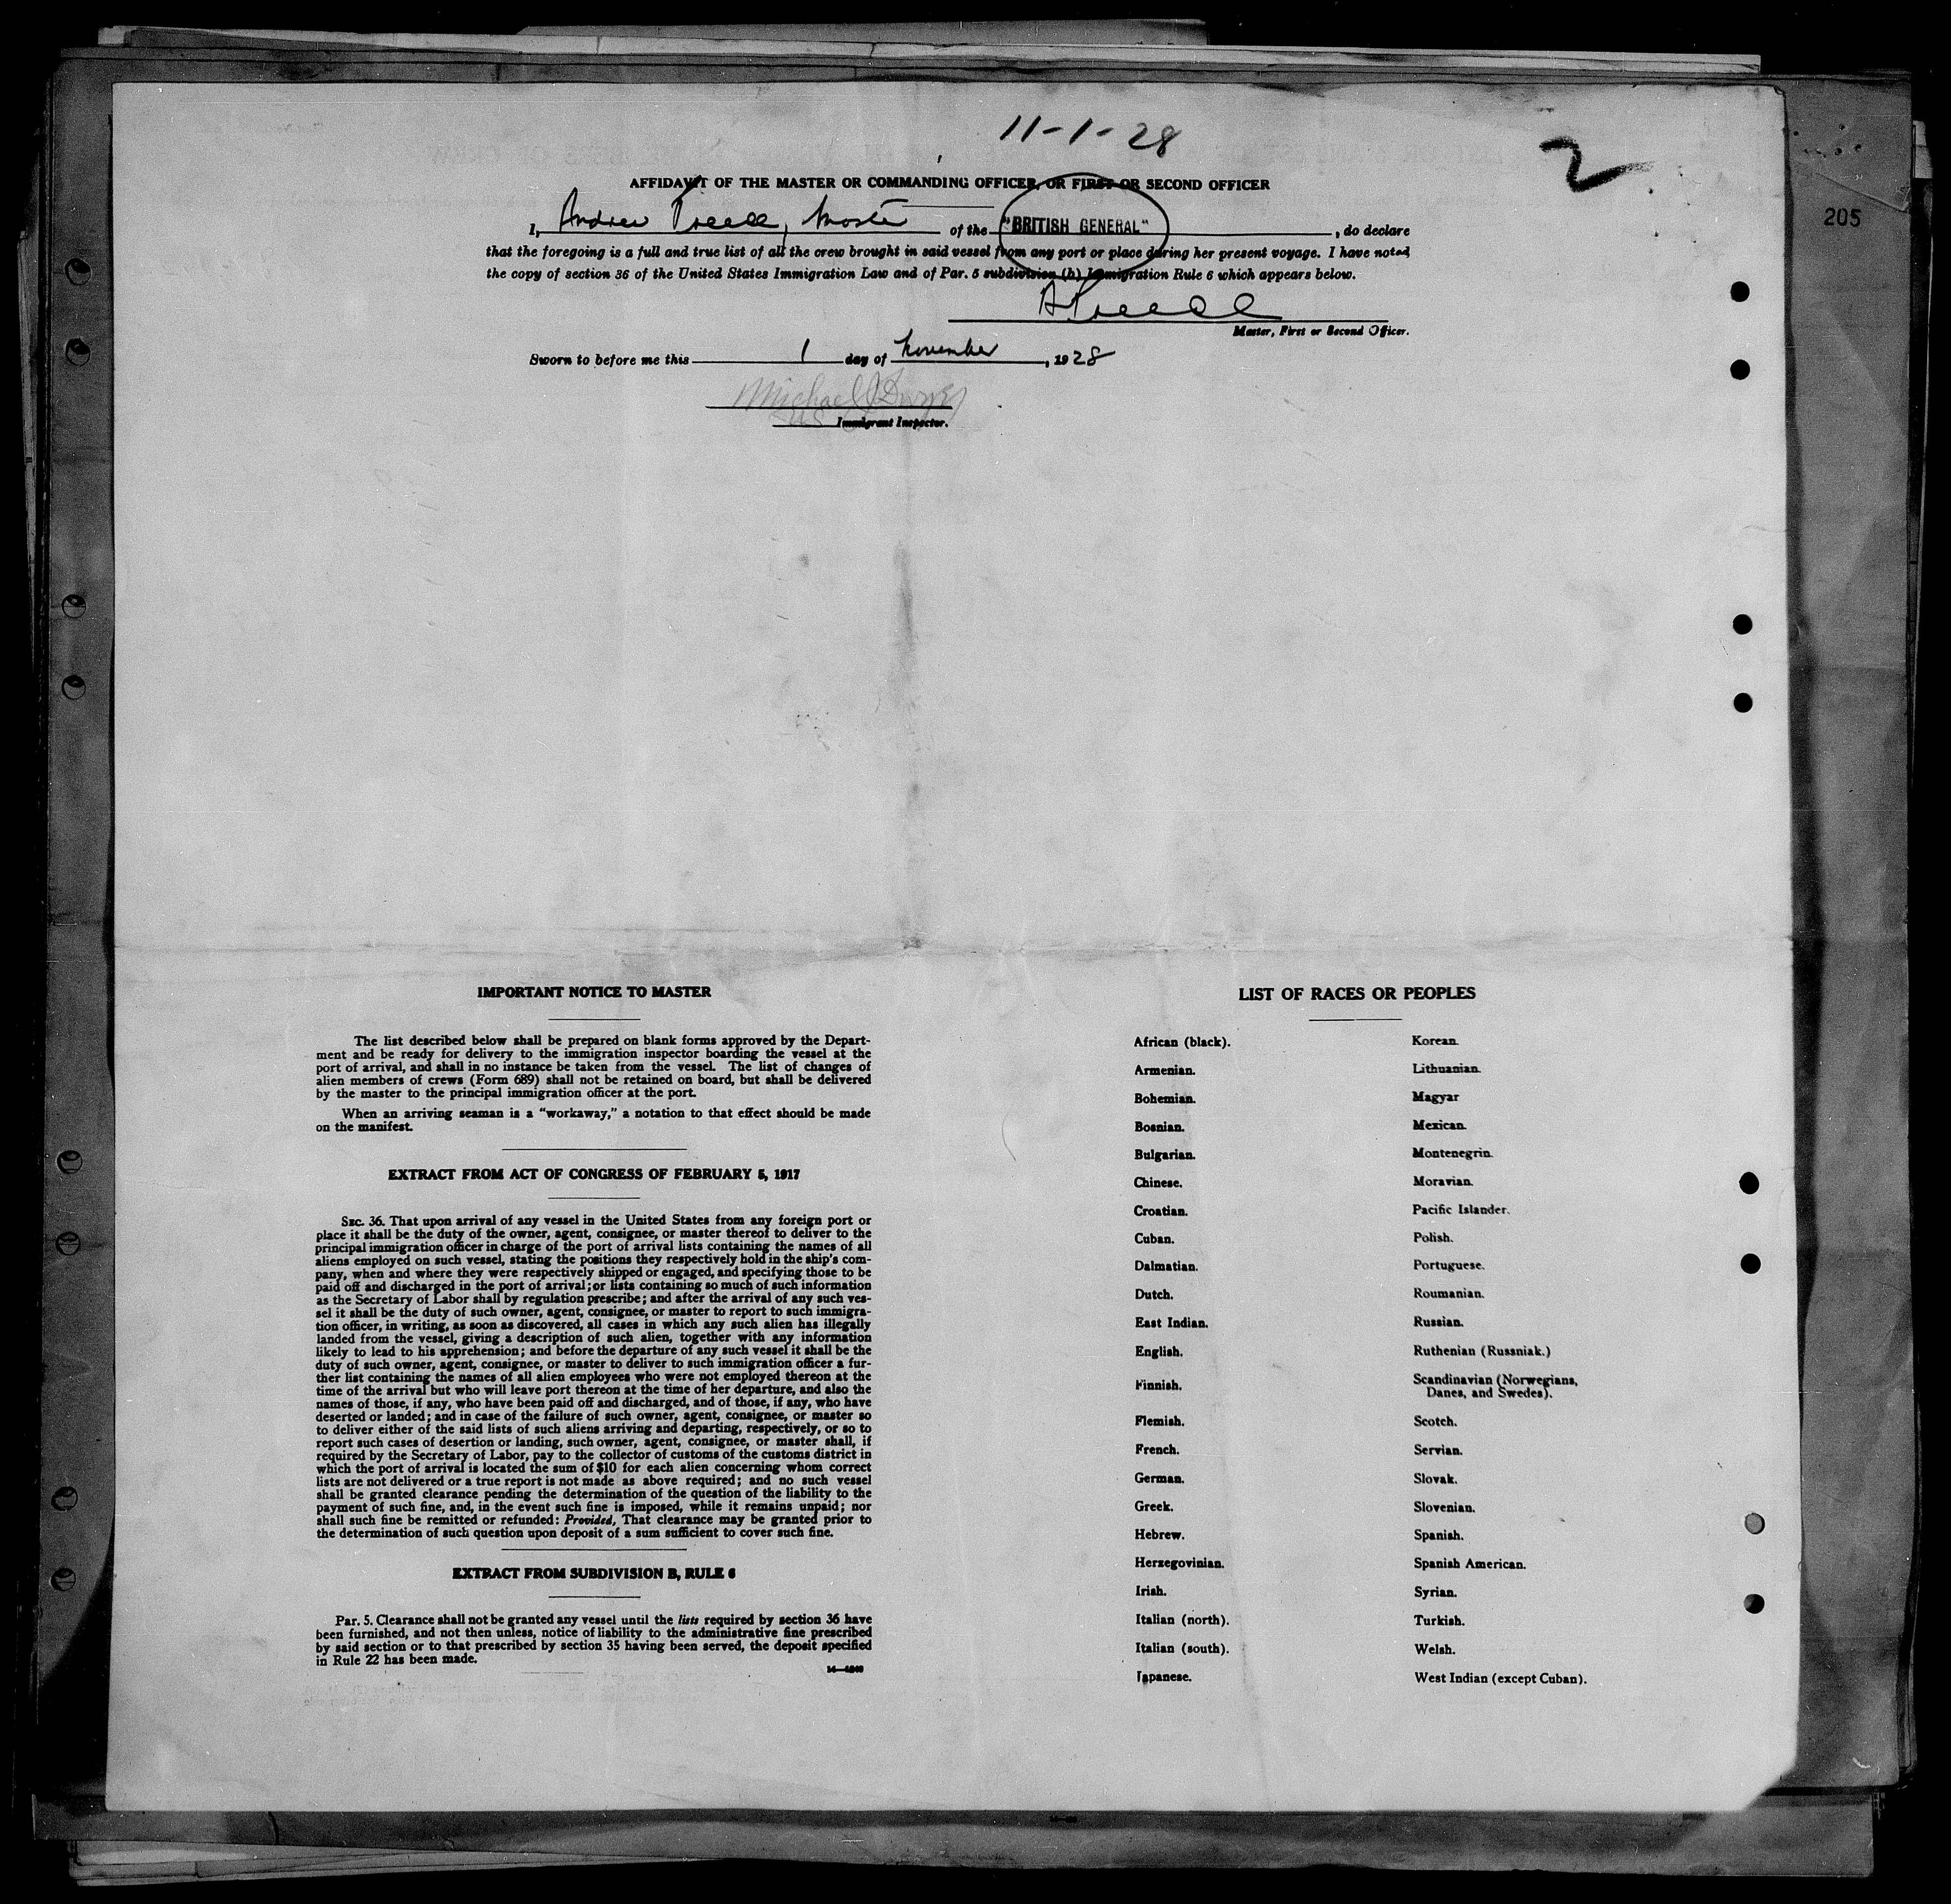 11-1-28
2
205
AFFIDAVIT OF THE MASTER OR COMMANDING OFFICER, OR FIRST OR SECOND OFFICER
I, Andrew , Master of the "BRITISH GENERAL" , do declare
that the foregoing is a full and true list of all the crew brought in said vessel from any port or place during her present voyage. I have noted
the copy of section 36 of the United States Immigration Law and of Par. 5 subdivision (b) Immigration Rule 6 which appears below.
Master, First or Second Officer.
Sworn to before me this 1 day of November, 1928
Michael J Dwyer
Immigrant Inspector.
IMPORTANT NOTICE TO MASTER
The list described below shall be prepared on blank forms approved by the Depart-
ment and be ready for delivery to the immigration inspector boarding the vessel at the
port of arrival, and shall in no instance be taken from the vessel. The list of changes of
alien members of crews (Form 689) shall not be retained on board, but shall be delivered
by the master to the principal immigration officer at the port.
When an arriving seaman is a "workaway," a notation to that effect should be made
on the manifest.
EXTRACT FROM ACT OF CONGRESS OF FEBRUARY 5, 1917
SEC. 36. That upon arrival of any vessel in the United States from any foreign port or
place it shall be the duty of the owner, agent, consignee, or master thereof to deliver to the
principal immigration officer in charge of the port of arrival lists containing the names of all
aliens employed on such vessel, stating the positions they respectively hold in the ship's com-
pany, when and where they were respectively shipped or engaged, and specifying those to be
paid off and discharged in the port of arrival; or lists containing so much of such information
as the Secretary of Labor shall by regulation prescribe; and after the arrival of any such ves-
sel it shall be the duty of such owner, agent, consignee, or master to report to such immigra-
tion officer, in writing, as soon as discovered, all cases in which any such alien has illegally
landed from the vessel, giving a description of such alien, together with any information
likely to lead to his apprehension; and before the departure of any such vessel it shall be the
duty of such owner, agent, consignee, or master to deliver to such immigration officer a fur-
ther list containing the names of all alien employees who were not employed thereon at the
time of the arrival but who will leave port thereon at the time of her departure, and also the
names of those, if any, who have been paid off and discharged, and of those, if any, who have
deserted or landed; and in case of the failure of such owner, agent, consignee, or master so
to deliver either of the said lists of such aliens arriving and departing, respectively, or so to
report such cases of desertion or landing, such owner, agent, consignee, or master shall, if
required by the Secretary of Labor, pay to the collector of customs of the customs district in
which the port of arrival is located the sum of $10 for each alien concerning whom correct
lists are not delivered or a true report is not made as above required; and no such vessel
shall be granted clearance pending the determination of the question of the liability to the
payment of such fine, and, in the event such fine is imposed, while it remains unpaid; nor
shall such fine be remitted or refunded: Provided, That clearance may be granted prior to
the determination of such question upon deposit of a sum sufficient to cover such fine.
EXTRACT FROM SUBDIVISION B, RULE 6
Par. 5. Clearance shall not be granted any vessel until the lists required by section 36 have
been furnished, and not then unless, notice of liability to the administrative fine prescribed
by said section or to that prescribed by section 35 having been served, the deposit specified
in Rule 22 has been made.
LIST OF RACES OR PEOPLES
African (black).
Armenian.
Bohemian.
Bosnian.
Bulgarian.
Chinese.
Croatian.
Cuban.
Dalmatian.
Dutch.
East Indian.
English.
Finnish.
Flemish.
French.
German.
Greek.
Hebrew.
Herzegovinian.
Irish.
Italian (north).
Italian (south).
Japanese.
Korean.
Lithuanian.
Magyar
Mexican.
Montenegrin.
Moravian.
Pacific Islander.
Polish.
Portuguese.
Roumanian.
Russian.
Ruthenian (Russniak.)
Scandinavian (Norwegians,
Danes, and Swedes).
Scotch.
Servian.
Slovak.
Slovenian.
Spanish.
Spanish American.
Syrian.
Turkish.
Welsh.
West Indian (except Cuban).